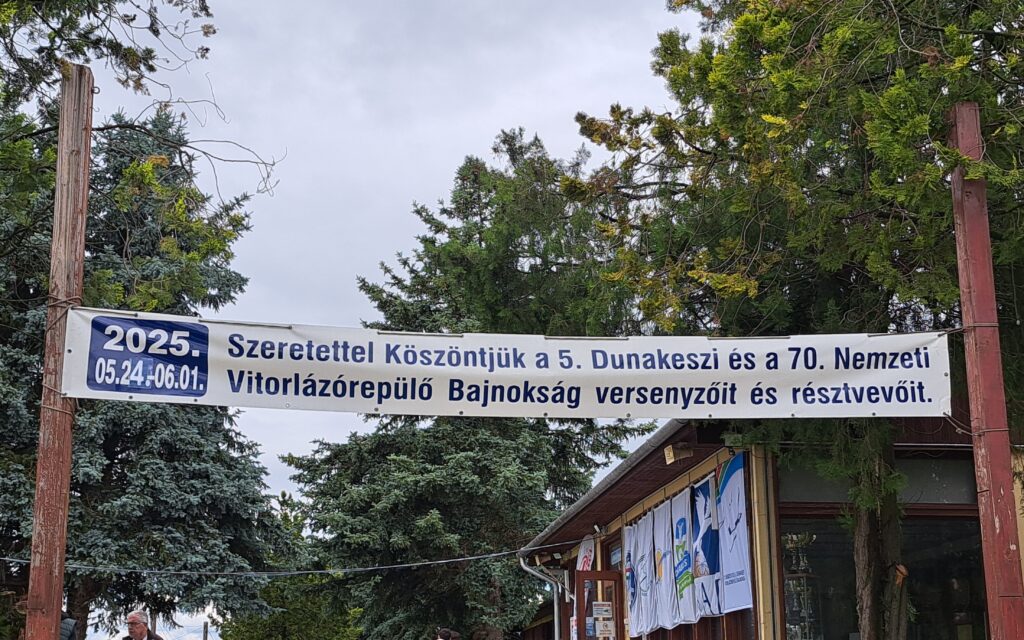 2025.
05.24.-06.01.
Szeretettel Köszöntjük a 5. Dunakeszi és a 70. Nemzeti
Vitorlázórepülő Bajnokság versenyzőit és résztvevőit.